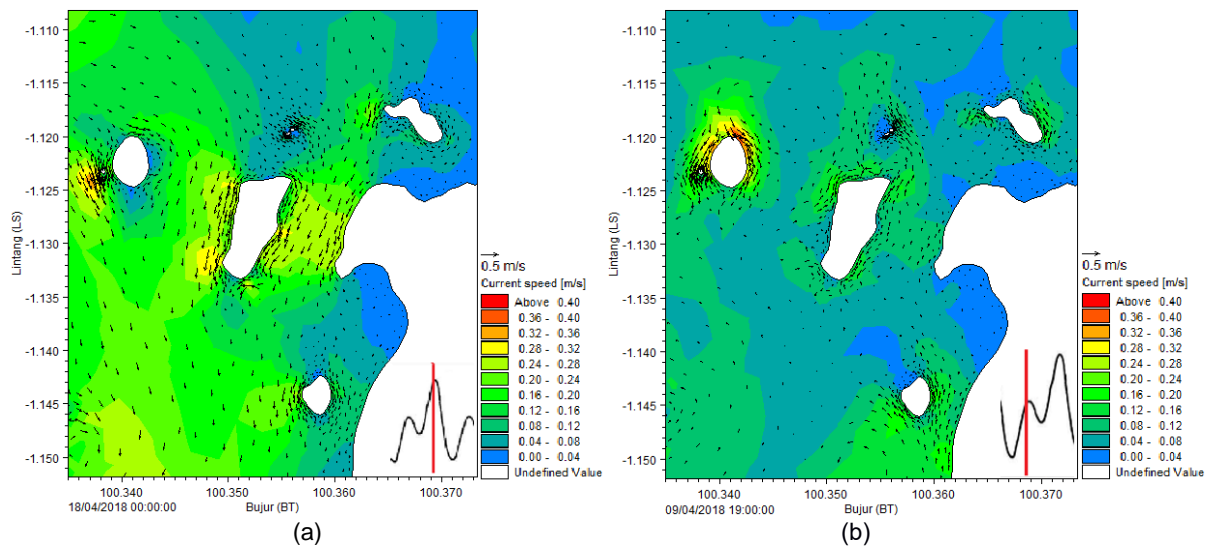 -1.110
-1.115
-1.120
-1.125
-1.130
-1.135
-1.140
-1.145
-1.150
Lintang (LS)
100.340
100.350
100.360
100.370
18/04/2018 00:00:00
Bujur (BT)
0.5 m/s
Current speed [m/s]
Above 0.40
0.36 - 0.40
0.32 - 0.36
0.28 - 0.32
0.24 - 0.28
0.20 - 0.24
0.16 - 0.20
0.12 - 0.16
0.08 - 0.12
0.04 - 0.08
0.00 - 0.04
Undefined Value
(a)
-1.110
-1.115
-1.120
-1.125
-1.130
-1.135
-1.140
-1.145
-1.150
Lintang (LS)
100.340
100.350
100.360
100.370
09/04/2018 19:00:00
Bujur (BT)
0.5 m/s
Current speed [m/s]
Above 0.40
0.36 - 0.40
0.32 - 0.36
0.28 - 0.32
0.24 - 0.28
0.20 - 0.24
0.16 - 0.20
0.12 - 0.16
0.08 - 0.12
0.04 - 0.08
0.00 - 0.04
Undefined Value
(b)